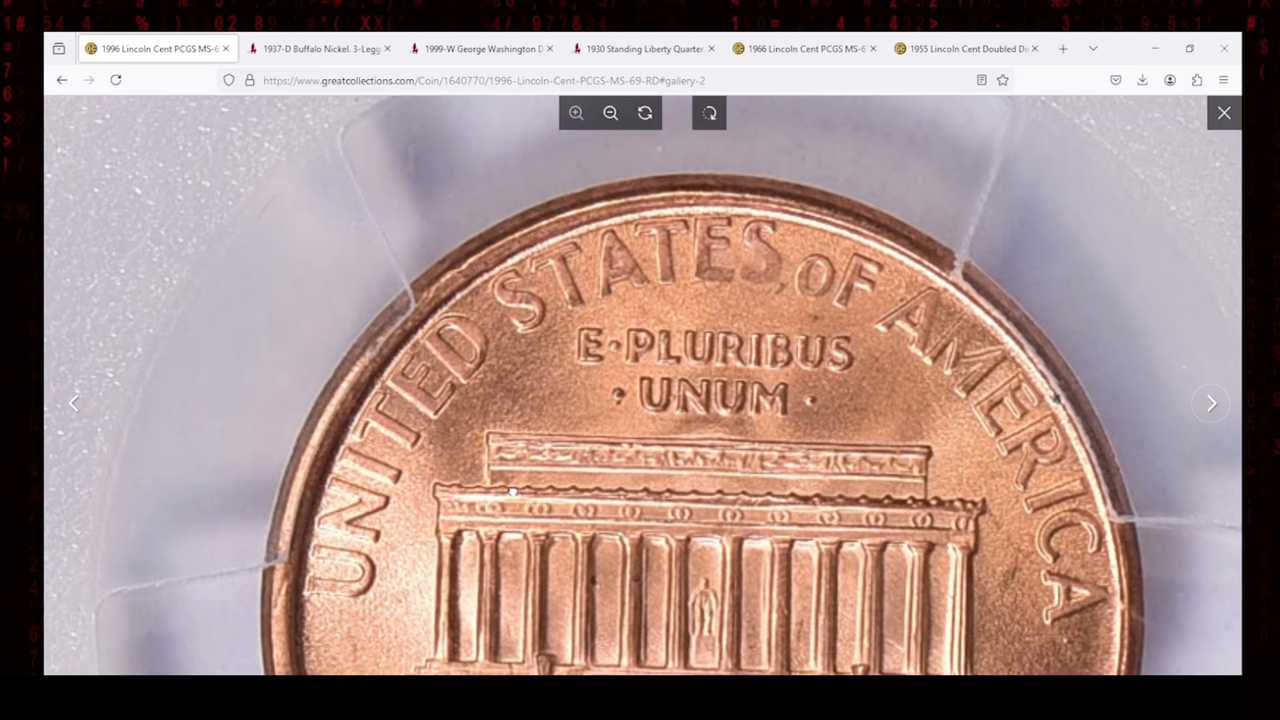 1996 Lincoln Cent PCGS MS-6
1937-D Buffalo Nickel. 3-Legg
1999-W George Washington D
1930 Standing Liberty Quarter.
1966 Lincoln Cent PCGS MS-6
1955 Lincoln Cent Doubled Di
https://www.greatcollections.com/Coin/1640770/1996-Lincoln-Cent-PCGS-MS-69-RD#gallery-2
UNITED STATES OF AMERICA
E·PLURIBUS
·UNUM·